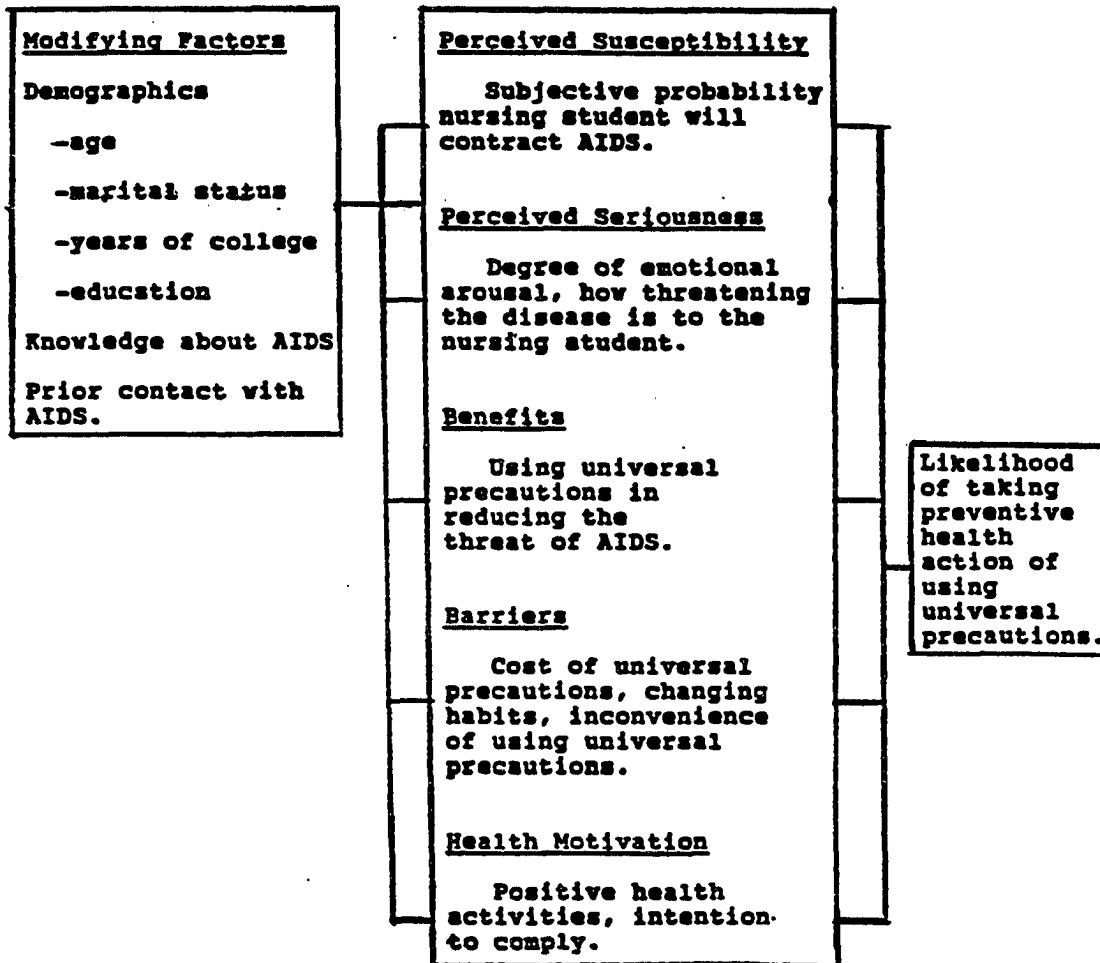 Modifying Factors
Demographics
-age
-marital status
-years of college
-education
Knowledge about AIDS
Prior contact with
AIDS.
Perceived Susceptibility
Subjective probability
nursing student will
contract AIDS.
Perceived Seriousness
Degree of emotional
arousal, how threatening
the disease is to the
nursing student.
Benefits
Using universal
precautions in
reducing the
threat of AIDS.
Barriers
Cost of universal
precautions, changing
habits, inconvenience
of using universal
precautions.
Health Motivation
Positive health
activities, intention
to comply.
Likelihood
of taking
preventive
health
action of
using
universal
precautions.